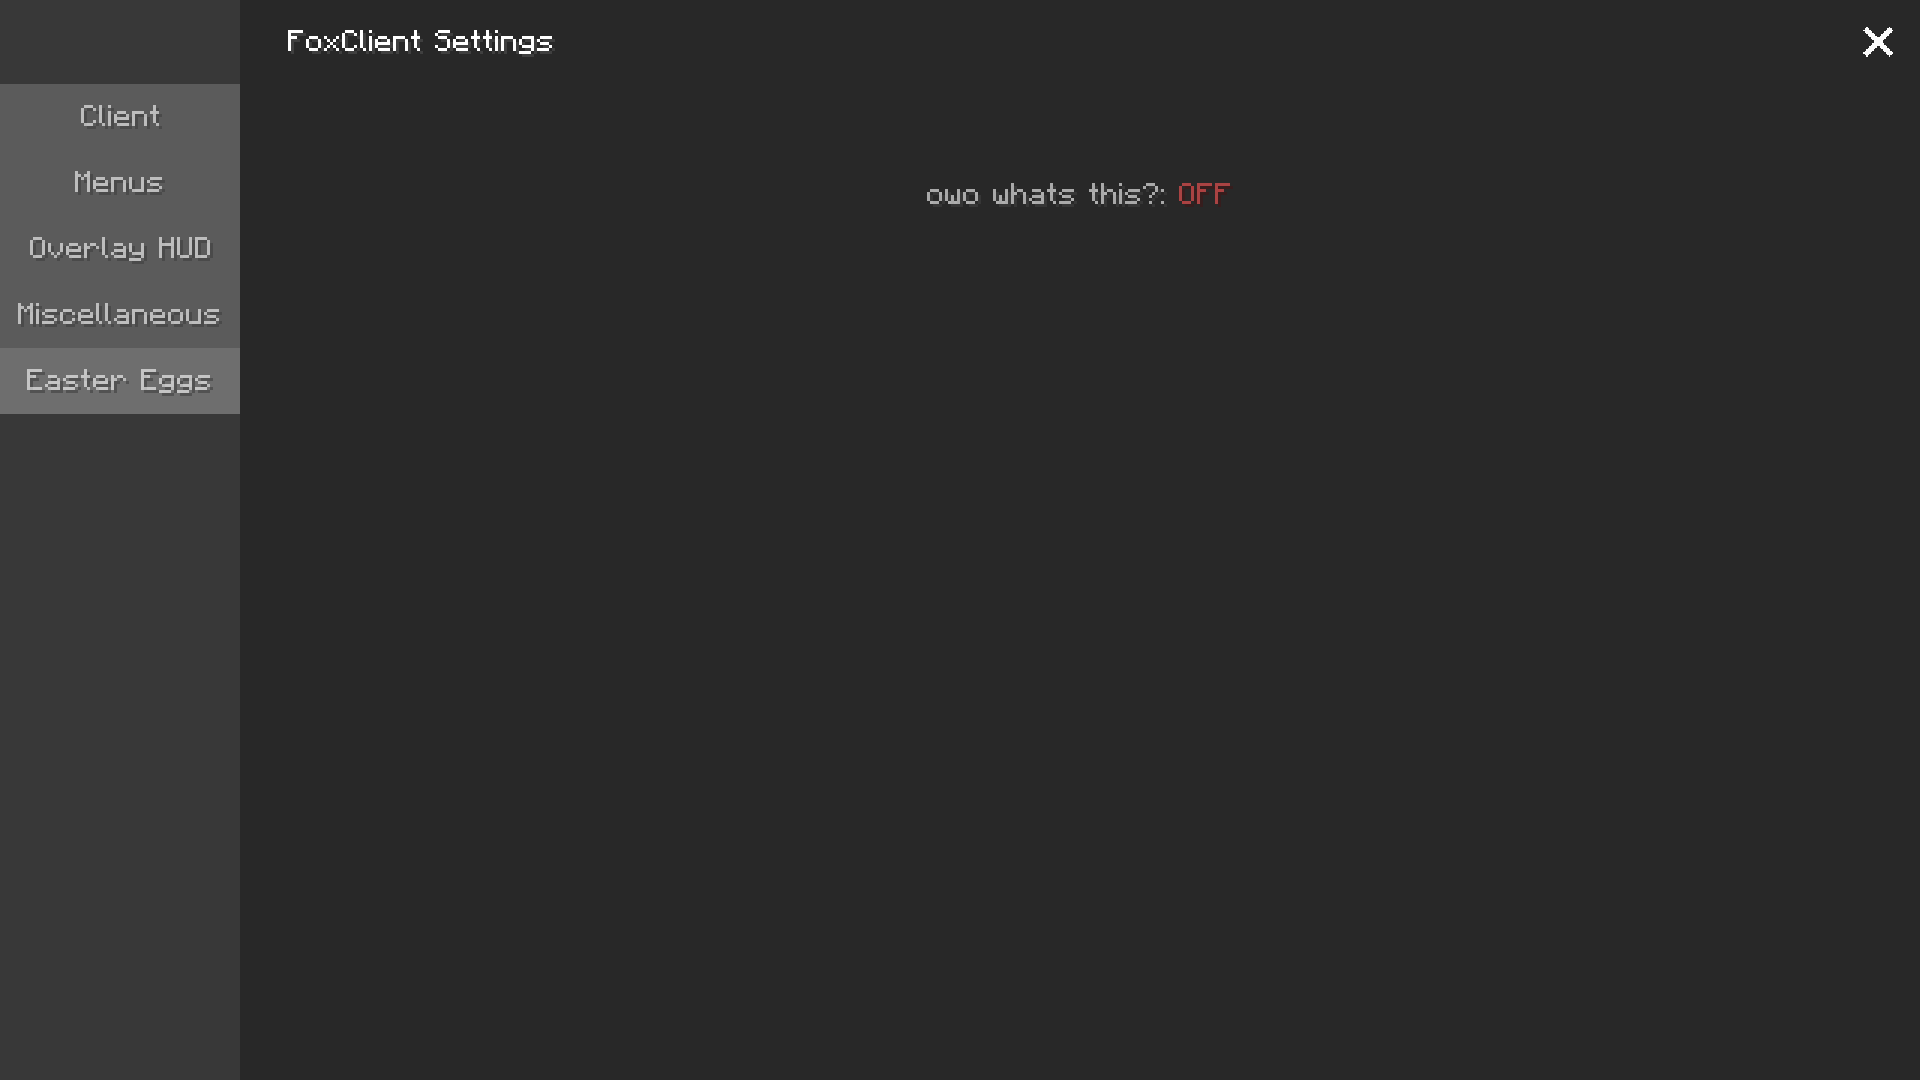 FoxClient Settings
Client
Menus
Overlay HUD
Miscellaneous
Easter Eggs
owo whats this?: OFF